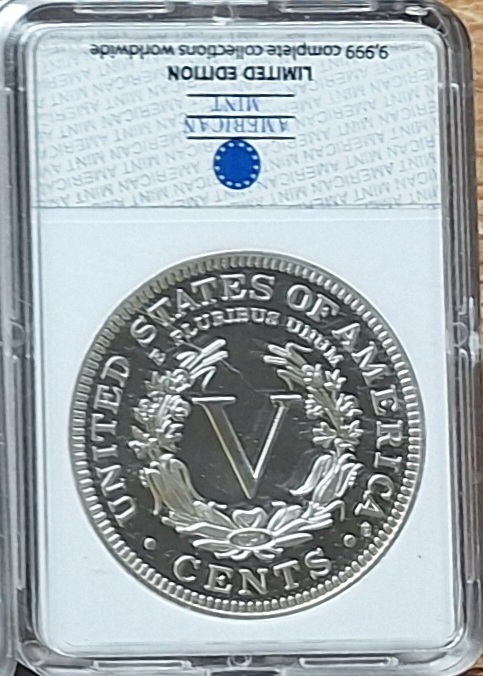 9,999 complete collections worldwide
LIMITED EDITION
AMERICAN
MINT
UNITED STATES OF AMERICA
E PLURIBUS UNUM
V
CENTS